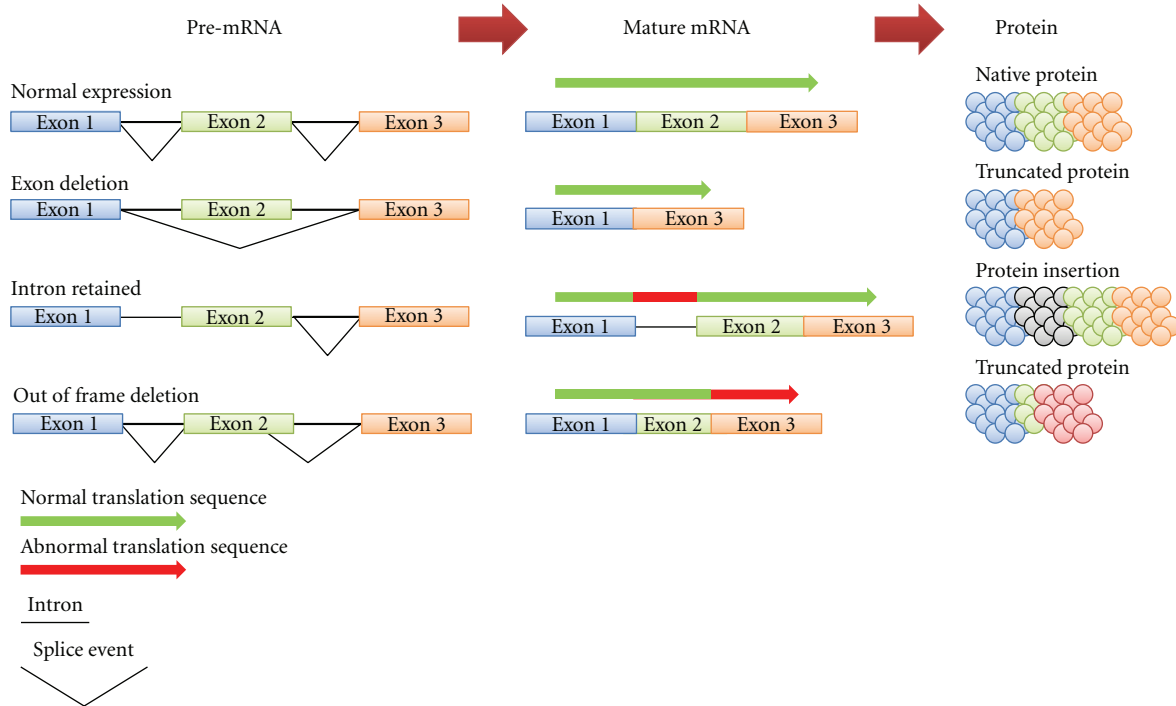 Pre-mRNA
Mature mRNA
Protein
Normal expression
Exon 1
Exon 2
Exon 3
Exon 1
Exon 2
Exon 3
Native protein
Exon deletion
Exon 1
Exon 2
Exon 3
Exon 1
Exon 3
Truncated protein
Intron retained
Exon 1
Exon 2
Exon 3
Exon 1
Exon 2
Exon 3
Protein insertion
Out of frame deletion
Exon 1
Exon 2
Exon 3
Exon 1
Exon 2
Exon 3
Truncated protein
Normal translation sequence
Abnormal translation sequence
Intron
Splice event